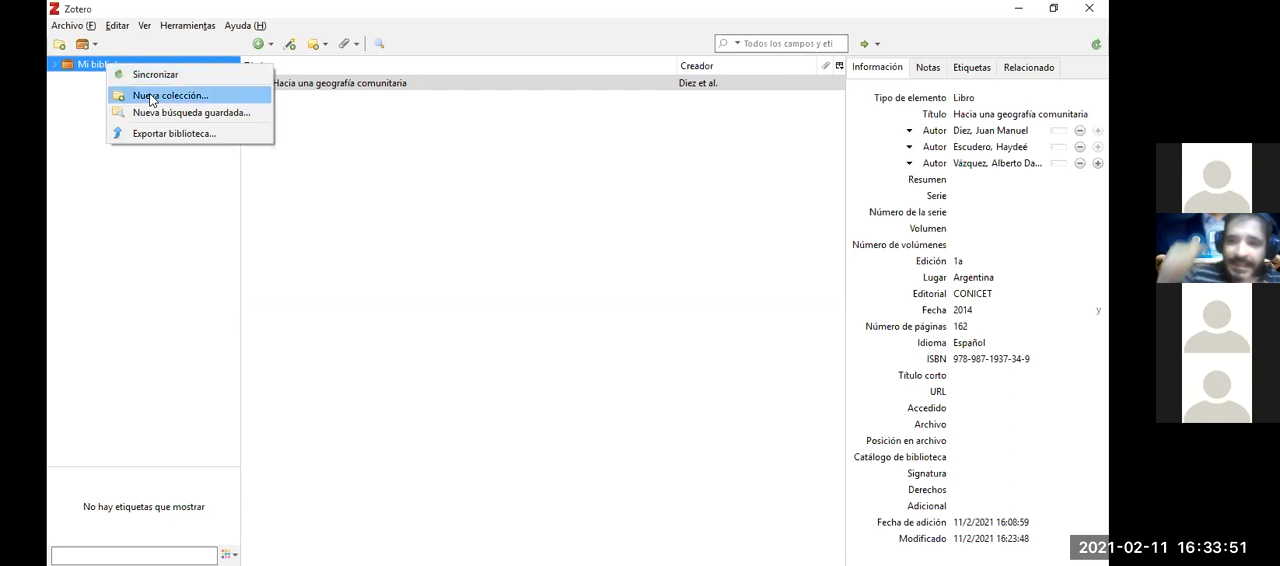 Zotero
Archivo (F) Editar Ver Herramientas Ayuda (H)
Todos los campos y eti
Mi bibli
Creador
Sincronizar
Nueva colección...
Nueva búsqueda guardada...
Exportar biblioteca...
Hacia una geografía comunitaria Diez et al.
Información Notas Etiquetas Relacionado
Tipo de elemento Libro
Título Hacia una geografía comunitaria
Autor Diez, Juan Manuel
Autor Escudero, Haydeé
Autor Vázquez, Alberto Da...
Resumen
Serie
Número de la serie
Volumen
Número de volúmenes
Edición 1a
Lugar Argentina
Editorial CONICET
Fecha 2014 y
Número de páginas 162
Idioma Español
ISBN 978-987-1937-34-9
Título corto
URL
Accedido
Archivo
Posición en archivo
Catálogo de biblioteca
Signatura
Derechos
Adicional
Fecha de adición 11/2/2021 16:08:59
Modificado 11/2/2021 16:23:48
No hay etiquetas que mostrar
2021-02-11 16:33:51